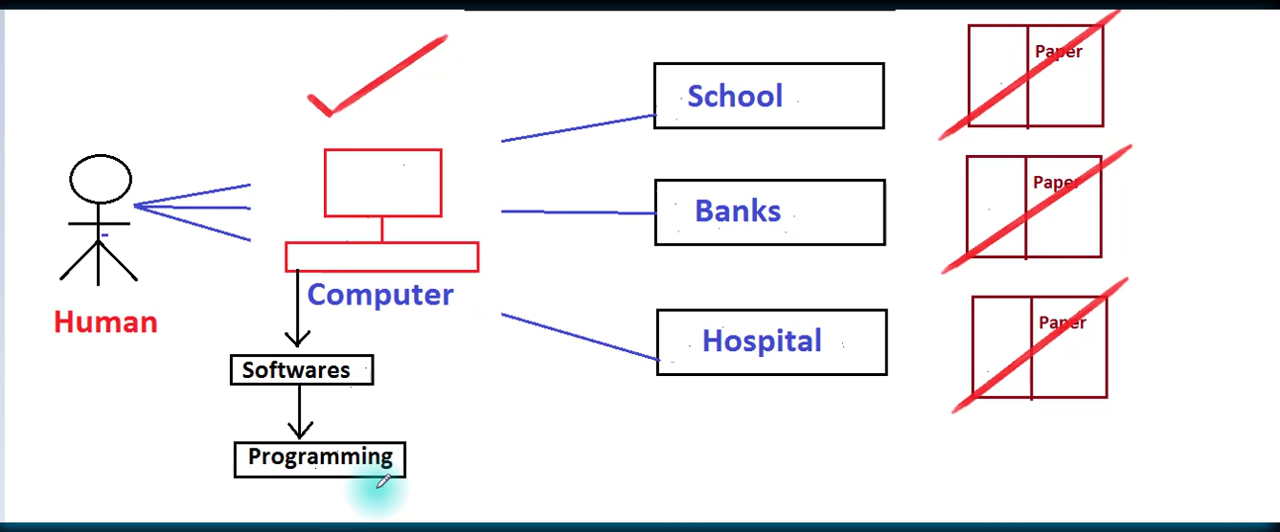 School
Paper
Banks
Paper
Human
Computer
Hospital
Paper
Softwares
Programming